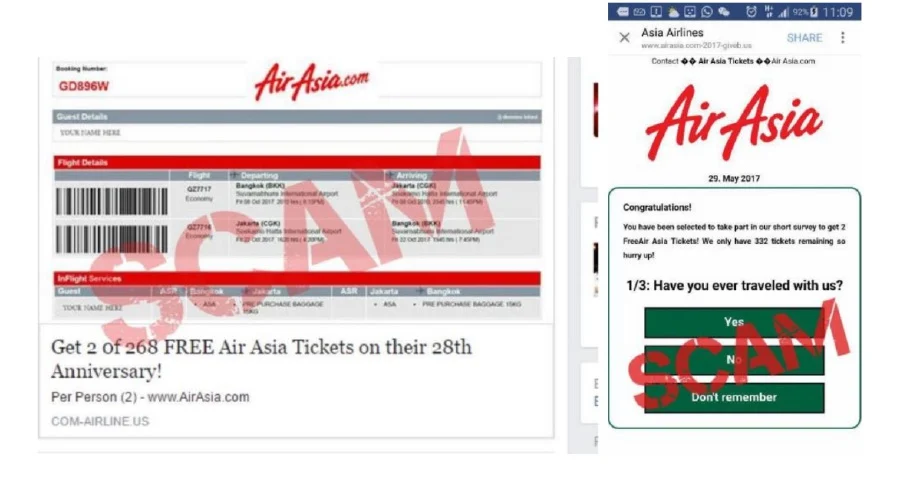 Booking Number:
GD896W
AirAsia.com
Guest Details
YOUR NAME HERE
Flight Details
Flight Departing Arriving
QZ7717 Bangkok (BKK) Jakarta (CGK)
Economy Suvarnabhumi International Airport Soekarno Hatta International Airport
QZ7716 Jakarta (CGK) Bangkok (BKK)
Economy Soekarno Hatta International Airport Suvarnabhumi International Airport
InFlight Services
Guest ASR Bangkok Jakarta ASR Jakarta Bangkok
YOUR NAME HERE • ASA • PRE PURCHASE BAGGAGE 15KG • ASA • PRE PURCHASE BAGGAGE 15KG
SCAM
Get 2 of 268 FREE Air Asia Tickets on their 28th
Anniversary!
Per Person (2) - www.AirAsia.com
COM-AIRLINE.US
92% 11:09
Asia Airlines
SHARE
www.airasia.com-2017-giveb.us
Contact �� Air Asia Tickets ��Air Asia.com
AirAsia
29. May 2017
Congratulations!
You have been selected to take part in our short survey to get 2
FreeAir Asia Tickets! We only have 332 tickets remaining so
hurry up!
1/3: Have you ever traveled with us?
Yes
No
Don't remember
SCAM